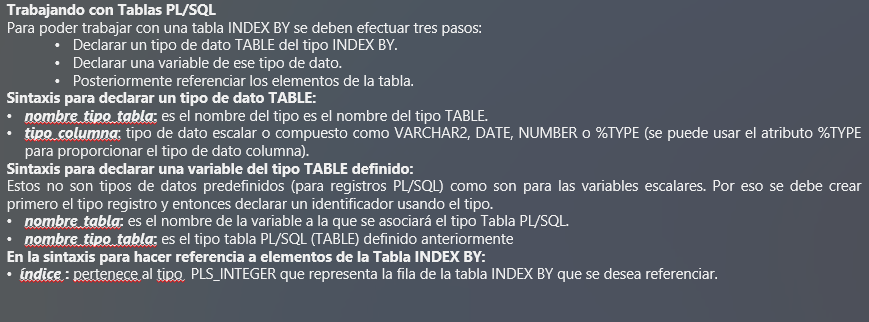 Trabajando con Tablas PL/SQL
Para poder trabajar con una tabla INDEX BY se deben efectuar tres pasos:
• Declarar un tipo de dato TABLE del tipo INDEX BY.
• Declarar una variable de ese tipo de dato.
• Posteriormente referenciar los elementos de la tabla.
Sintaxis para declarar un tipo de dato TABLE:
• nombre_tipo_tabla: es el nombre del tipo es el nombre del tipo TABLE.
• tipo_columna: tipo de dato escalar o compuesto como VARCHAR2, DATE, NUMBER o %TYPE (se puede usar el atributo %TYPE
para proporcionar el tipo de dato columna).
Sintaxis para declarar una variable del tipo TABLE definido:
Estos no son tipos de datos predefinidos (para registros PL/SQL) como son para las variables escalares. Por eso se debe crear
primero el tipo registro y entonces declarar un identificador usando el tipo.
• nombre_tabla: es el nombre de la variable a la que se asociará el tipo Tabla PL/SQL.
• nombre_tipo_tabla: es el tipo tabla PL/SQL (TABLE) definido anteriormente
En la sintaxis para hacer referencia a elementos de la Tabla INDEX BY:
• índice : pertenece al tipo PLS_INTEGER que representa la fila de la tabla INDEX BY que se desea referenciar.